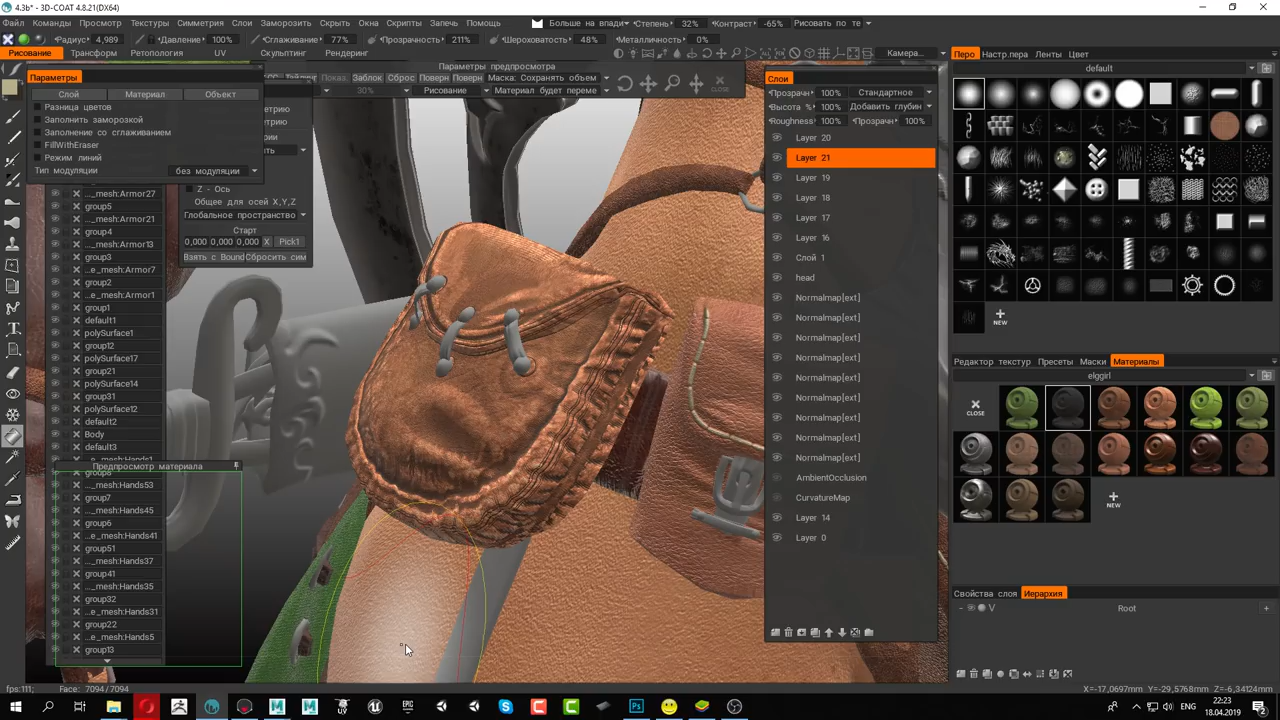 4.3b* - 3D-COAT 4.8.21(DX64)
Файл Команды Просмотр Текстуры Симметрия Слои Заморозить Скрыть Окна Скрипты Запечь Помощь Больше на впади Степень: 32% Контраст: -65% Рисовать по те
Радиус: 4,989 Давление: 100% Сглаживание: 77% Прозрачность: 211% Шероховатость: 48% Металличность: 0%
Рисование Трансформ Ретопология UV Скульптинг Рендеринг Камера...
Параметры предпросмотра
Параметры
Показ: Заблок Сброс Поверн Поверн Маска: Сохранять объем CLOSE
30% Рисование Материал будет переме
Слой Материал Объект
Разница цветов
Заполнить заморозкой
Заполнение со сглаживанием
FillWithEraser
Режим линий
Тип модуляции без модуляции
Z - Ось
Общее для осей X,Y,Z
Глобальное пространство
Старт
0,000 0,000 0,000 X Pick1
Взять с Bound Сбросить сим
..._mesh:Armor27
group5
..._mesh:Armor21
group4
..._mesh:Armor13
group3
...e_mesh:Armor7
group2
...e_mesh:Armor1
group1
default1
polySurface1
group12
polySurface17
group21
polySurface14
group31
polySurface12
default2
Body
default3
Предпросмотр материала
..._mesh:Hands53
group7
..._mesh:Hands45
group6
...e_mesh:Hands41
group51
..._mesh:Hands37
group41
..._mesh:Hands35
group32
...e_mesh:Hands31
group22
...e_mesh:Hands5
group13
Слои
Прозрачн 100% Стандартное
Высота % 100% Добавить глубин
Roughness 100% Прозрачн 100%
Layer 20
Layer 21
Layer 19
Layer 18
Layer 17
Layer 16
Слой 1
head
Normalmap[ext]
Normalmap[ext]
Normalmap[ext]
Normalmap[ext]
Normalmap[ext]
Normalmap[ext]
Normalmap[ext]
Normalmap[ext]
Normalmap[ext]
AmbientOcclusion
CurvatureMap
Layer 14
Layer 0
Перо Настр.пера Ленты Цвет
default
NEW
Редактор текстур Пресеты Маски Материалы
elggirl
CLOSE
NEW
Свойства слоя Иерархия
Root
fps:111; Face: 7094 /7094 X=-17,0697mm Y=-29,5768mm Z=-6,34124mm
UV EPIC GAMES Ps ENG 22:23
18.04.2019